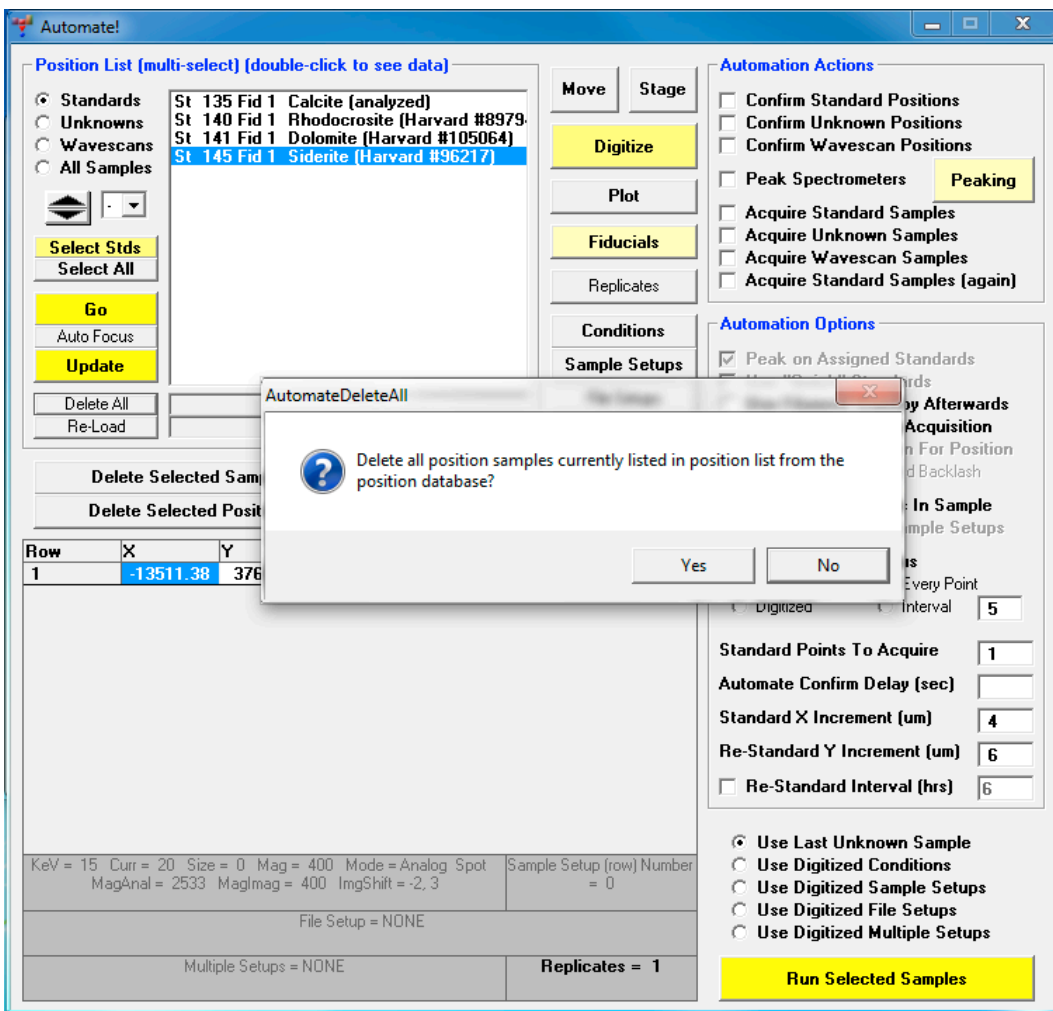 Automate!
Position List (multi-select) (double-click to see data)
Standards
Unknowns
Wavescans
All Samples
-
Select Stds
Select All
Go
Auto Focus
Update
Delete All
Re-Load
St 135 Fid 1 Calcite (analyzed)
St 140 Fid 1 Rhodocrosite (Harvard #8979-
St 141 Fid 1 Dolomite (Harvard #105064)
St 145 Fid 1 Siderite (Harvard #96217)
Move
Stage
Digitize
Plot
Fiducials
Replicates
Conditions
Sample Setups
File Setups
Automation Actions
Confirm Standard Positions
Confirm Unknown Positions
Confirm Wavescan Positions
Peak Spectrometers
Peaking
Acquire Standard Samples
Acquire Unknown Samples
Acquire Wavescan Samples
Acquire Standard Samples (again)
Automation Options
Peak on Assigned Standards
rds
by Afterwards
Acquisition
n For Position
d Backlash
In Sample
mple Setups
us
Every Point
Digitized
Interval
5
AutomateDeleteAll
Delete all position samples currently listed in position list from the
position database?
Yes
No
Delete Selected Sam
Delete Selected Posit
Row X Y
1 -13511.38 376
Standard Points To Acquire 1
Automate Confirm Delay (sec)
Standard X Increment (um) 4
Re-Standard Y Increment (um) 6
Re-Standard Interval (hrs) 6
KeV = 15 Curr = 20 Size = 0 Mag = 400 Mode = Analog Spot
MagAnal = 2533 MagImag = 400 ImgShift = -2, 3
Sample Setup (row) Number
= 0
File Setup = NONE
Multiple Setups = NONE
Replicates = 1
Use Last Unknown Sample
Use Digitized Conditions
Use Digitized Sample Setups
Use Digitized File Setups
Use Digitized Multiple Setups
Run Selected Samples